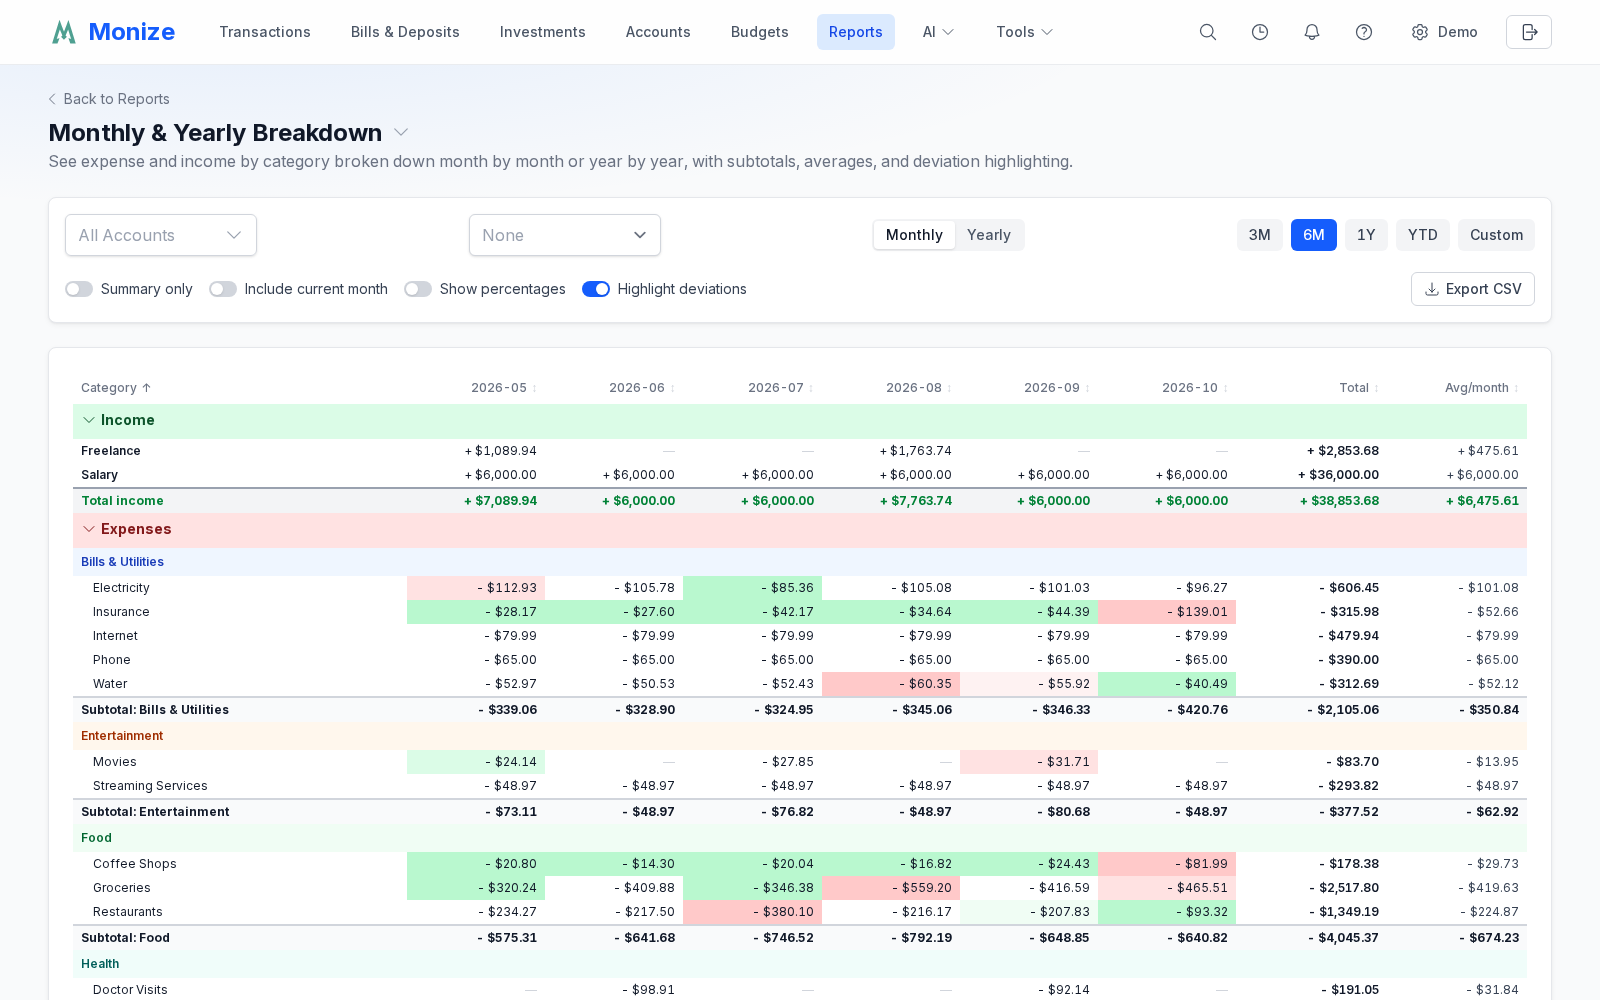 Monize Transactions Bills & Deposits Investments Accounts Budgets Reports AI Tools Demo
Back to Reports
Monthly & Yearly Breakdown
See expense and income by category broken down month by month or year by year, with subtotals, averages, and deviation highlighting.
All Accounts None Monthly Yearly 3M 6M 1Y YTD Custom
Summary only Include current month Show percentages Highlight deviations Export CSV
Category ↑ 2026-05 ↕ 2026-06 ↕ 2026-07 ↕ 2026-08 ↕ 2026-09 ↕ 2026-10 ↕ Total ↕ Avg/month ↕
Income
Freelance + $1,089.94 — — + $1,763.74 — — + $2,853.68 + $475.61
Salary + $6,000.00 + $6,000.00 + $6,000.00 + $6,000.00 + $6,000.00 + $6,000.00 + $36,000.00 + $6,000.00
Total income + $7,089.94 + $6,000.00 + $6,000.00 + $7,763.74 + $6,000.00 + $6,000.00 + $38,853.68 + $6,475.61
Expenses
Bills & Utilities
Electricity - $112.93 - $105.78 - $85.36 - $105.08 - $101.03 - $96.27 - $606.45 - $101.08
Insurance - $28.17 - $27.60 - $42.17 - $34.64 - $44.39 - $139.01 - $315.98 - $52.66
Internet - $79.99 - $79.99 - $79.99 - $79.99 - $79.99 - $79.99 - $479.94 - $79.99
Phone - $65.00 - $65.00 - $65.00 - $65.00 - $65.00 - $65.00 - $390.00 - $65.00
Water - $52.97 - $50.53 - $52.43 - $60.35 - $55.92 - $40.49 - $312.69 - $52.12
Subtotal: Bills & Utilities - $339.06 - $328.90 - $324.95 - $345.06 - $346.33 - $420.76 - $2,105.06 - $350.84
Entertainment
Movies - $24.14 — - $27.85 — - $31.71 — - $83.70 - $13.95
Streaming Services - $48.97 - $48.97 - $48.97 - $48.97 - $48.97 - $48.97 - $293.82 - $48.97
Subtotal: Entertainment - $73.11 - $48.97 - $76.82 - $48.97 - $80.68 - $48.97 - $377.52 - $62.92
Food
Coffee Shops - $20.80 - $14.30 - $20.04 - $16.82 - $24.43 - $81.99 - $178.38 - $29.73
Groceries - $320.24 - $409.88 - $346.38 - $559.20 - $416.59 - $465.51 - $2,517.80 - $419.63
Restaurants - $234.27 - $217.50 - $380.10 - $216.17 - $207.83 - $93.32 - $1,349.19 - $224.87
Subtotal: Food - $575.31 - $641.68 - $746.52 - $792.19 - $648.85 - $640.82 - $4,045.37 - $674.23
Health
Doctor Visits — - $98.91 — — - $92.14 — - $191.05 - $31.84